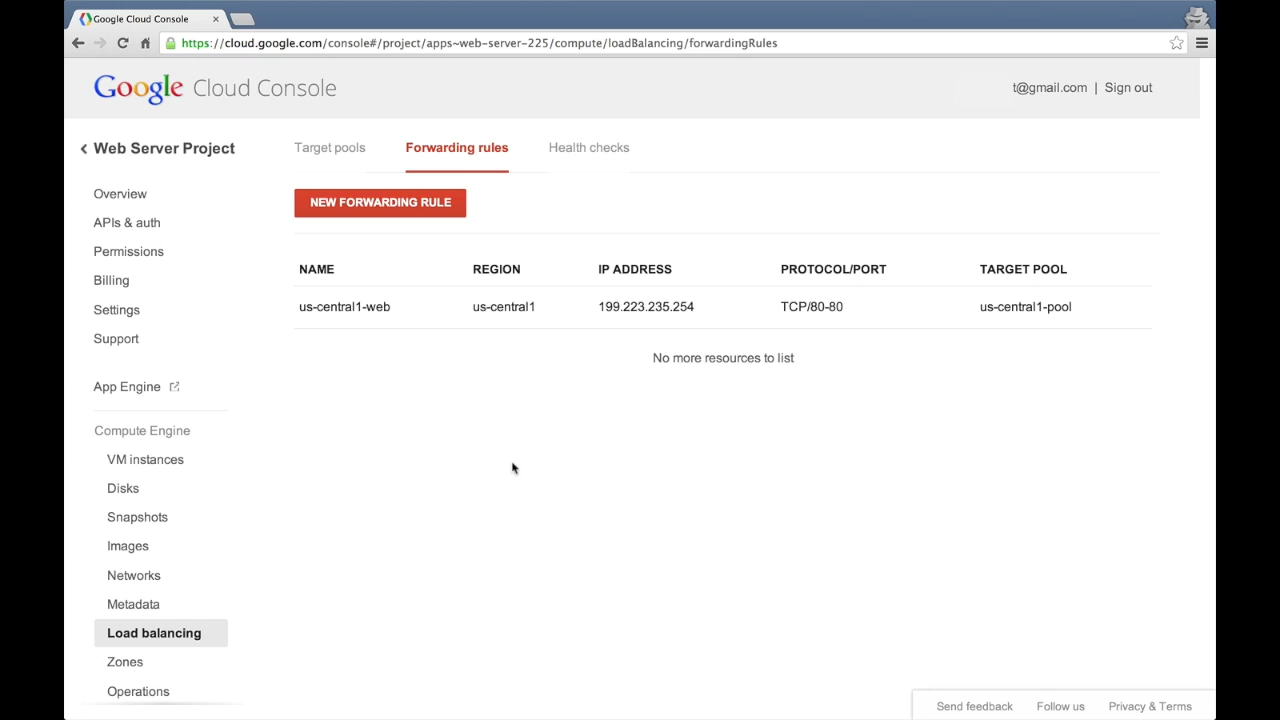 Google Cloud Console
https://cloud.google.com/console#/project/apps~web-server-225/compute/loadBalancing/forwardingRules
Google Cloud Console
t@gmail.com | Sign out
Web Server Project
Overview
APIs & auth
Permissions
Billing
Settings
Support
App Engine
Compute Engine
VM instances
Disks
Snapshots
Images
Networks
Metadata
Load balancing
Zones
Operations
Target pools Forwarding rules Health checks
NEW FORWARDING RULE
NAME REGION IP ADDRESS PROTOCOL/PORT TARGET POOL
us-central1-web us-central1 199.223.235.254 TCP/80-80 us-central1-pool
No more resources to list
Send feedback Follow us Privacy & Terms